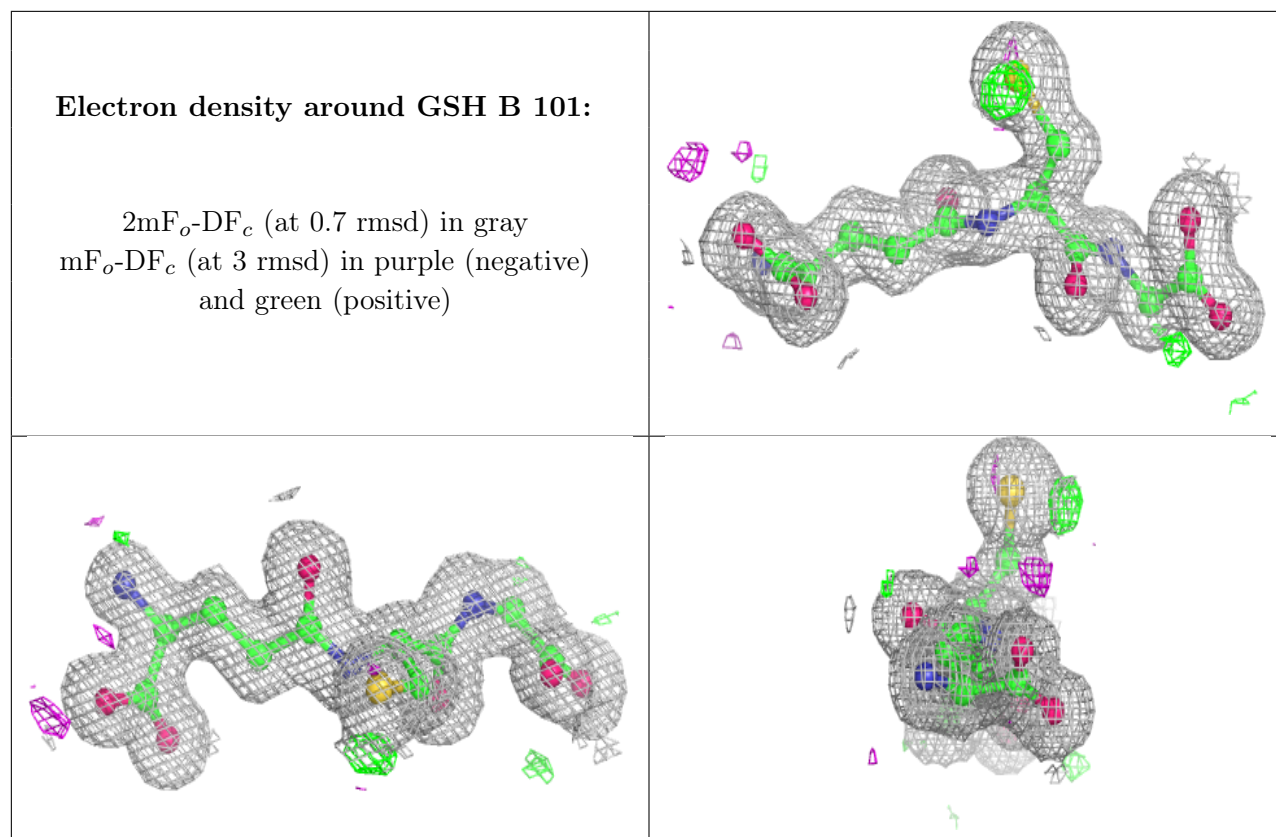 Electron density around GSH B 101:
2mFₒ-DF𝒸 (at 0.7 rmsd) in gray
mFₒ-DF𝒸 (at 3 rmsd) in purple (negative)
and green (positive)